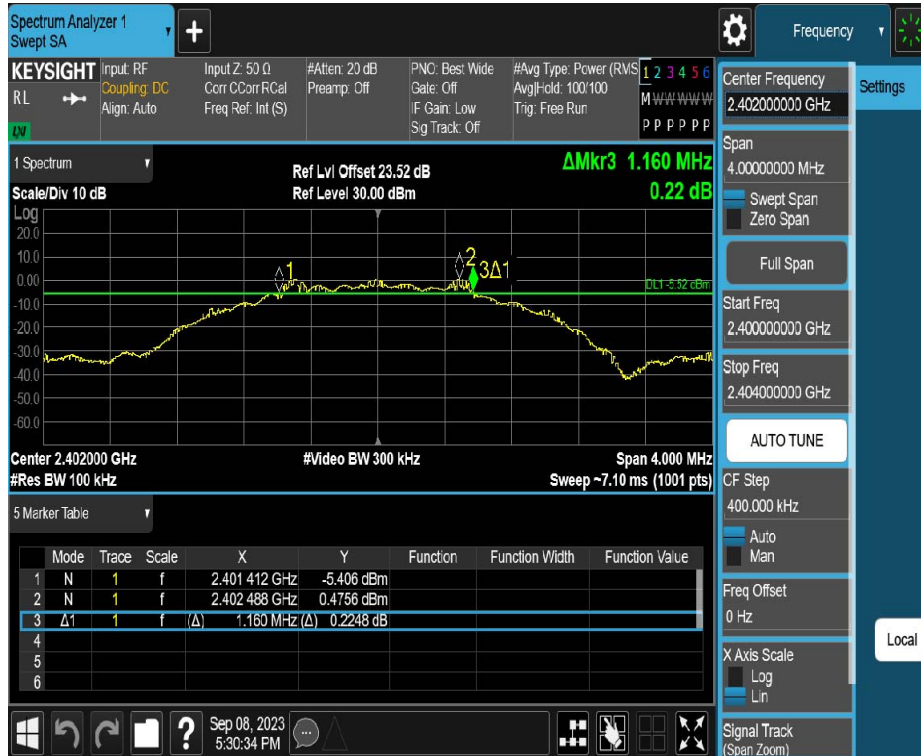 Spectrum Analyzer 1
Swept SA
+
Frequency
KEYSIGHT
RL
LXI
Input: RF
Coupling: DC
Align: Auto
Input Z: 50 Ω
Corr CCorr RCal
Freq Ref: Int (S)
#Atten: 20 dB
Preamp: Off
PNO: Best Wide
Gate: Off
IF Gain: Low
Sig Track: Off
#Avg Type: Power (RMS
Avg|Hold: 100/100
Trig: Free Run
1 2 3 4 5 6
M W W W W W
P P P P P P
Center Frequency
2.402000000 GHz
Settings
Span
4.00000000 MHz
Swept Span
Zero Span
Full Span
Start Freq
2.400000000 GHz
Stop Freq
2.404000000 GHz
AUTO TUNE
CF Step
400.000 kHz
Auto
Man
Freq Offset
0 Hz
X Axis Scale
Log
Lin
Signal Track
(Span Zoom)
Local
1 Spectrum
Scale/Div 10 dB
Ref Lvl Offset 23.52 dB
Ref Level 30.00 dBm
ΔMkr3 1.160 MHz
0.22 dB
Log
20.0
10.0
0.00
-10.0
-20.0
-30.0
-40.0
-50.0
-60.0
1
2
3Δ1
DL1 -5.52 dBm
Center 2.402000 GHz
#Video BW 300 kHz
Span 4.000 MHz
#Res BW 100 kHz
Sweep ~7.10 ms (1001 pts)
5 Marker Table
Mode Trace Scale X Y Function Function Width Function Value
1 N 1 f 2.401 412 GHz -5.406 dBm
2 N 1 f 2.402 488 GHz 0.4756 dBm
3 Δ1 1 f (Δ) 1.160 MHz (Δ) 0.2248 dB
4
5
6
?
Sep 08, 2023
5:30:34 PM